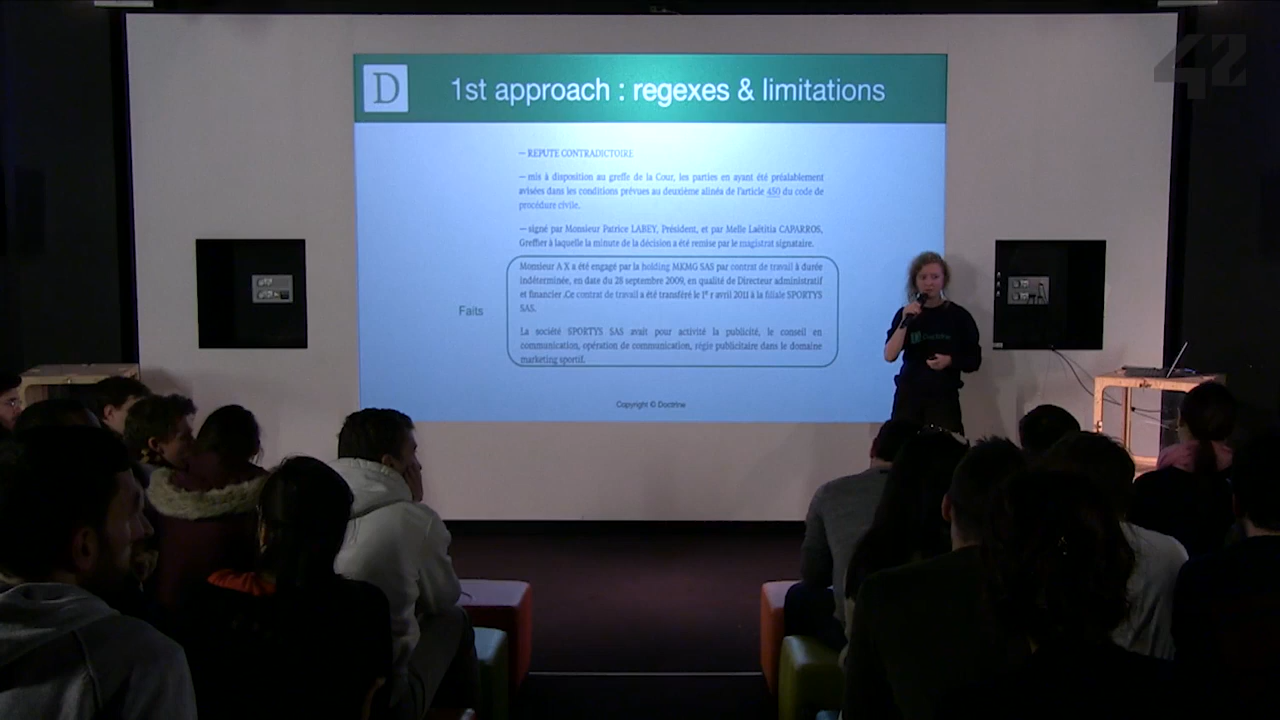 42
D
1st approach : regexes & limitations
— REPUTE CONTRADICTOIRE
— mis à disposition au greffe de la Cour, les parties en ayant été préalablement
avisées dans les conditions prévues au deuxième alinéa de l'article 450 du code de
procédure civile.
— signé par Monsieur Patrice LABEY, Président, et par Melle Laëtitia CAPARROS,
Greffier à laquelle la minute de la décision a été remise par le magistrat signataire.
Monsieur A X a été engagé par la holding MKMG SAS par contrat de travail à durée
indéterminée, en date du 28 septembre 2009, en qualité de Directeur administratif
et financier .Ce contrat de travail a été transféré le 1° r avril 2011 à la filiale SPORTYS
SAS.
Faits
La société SPORTYS SAS avait pour activité la publicité, le conseil en
communication, opération de communication, régie publicitaire dans le domaine
marketing sportif.
Copyright © Doctrine
Doctrine